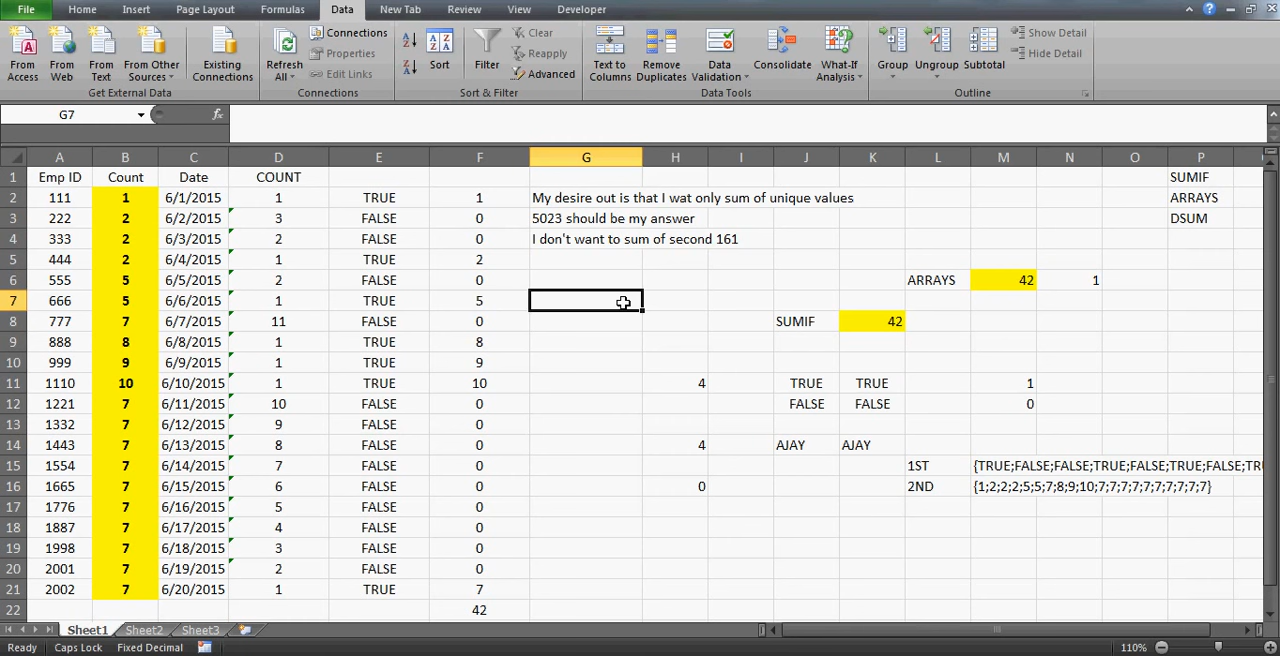 File Home Insert Page Layout Formulas Data New Tab Review View Developer
From Access From Web From Text From Other Sources Existing Connections Refresh All Connections Properties Edit Links Sort Filter Clear Reapply Advanced Text to Columns Remove Duplicates Data Validation Consolidate What-If Analysis Group Ungroup Subtotal Show Detail Hide Detail
Get External Data Connections Sort & Filter Data Tools Outline
G7 fx
A B C D E F G H I J K L M N O P
1 Emp ID Count Date COUNT SUMIF
2 111 1 6/1/2015 1 TRUE 1 My desire out is that I wat only sum of unique values ARRAYS
3 222 2 6/2/2015 3 FALSE 0 5023 should be my answer DSUM
4 333 2 6/3/2015 2 FALSE 0 I don't want to sum of second 161
5 444 2 6/4/2015 1 TRUE 2
6 555 5 6/5/2015 2 FALSE 0 ARRAYS 42 1
7 666 5 6/6/2015 1 TRUE 5
8 777 7 6/7/2015 11 FALSE 0 SUMIF 42
9 888 8 6/8/2015 1 TRUE 8
10 999 9 6/9/2015 1 TRUE 9
11 1110 10 6/10/2015 1 TRUE 10 4 TRUE TRUE 1
12 1221 7 6/11/2015 10 FALSE 0 FALSE FALSE 0
13 1332 7 6/12/2015 9 FALSE 0
14 1443 7 6/13/2015 8 FALSE 0 4 AJAY AJAY
15 1554 7 6/14/2015 7 FALSE 0 1ST {TRUE;FALSE;FALSE;TRUE;FALSE;TRUE;FALSE;TRU
16 1665 7 6/15/2015 6 FALSE 0 0 2ND {1;2;2;2;5;5;7;8;9;10;7;7;7;7;7;7;7;7;7;7}
17 1776 7 6/16/2015 5 FALSE 0
18 1887 7 6/17/2015 4 FALSE 0
19 1998 7 6/18/2015 3 FALSE 0
20 2001 7 6/19/2015 2 FALSE 0
21 2002 7 6/20/2015 1 TRUE 7
22 42
Sheet1 Sheet2 Sheet3
Ready Caps Lock Fixed Decimal 110%